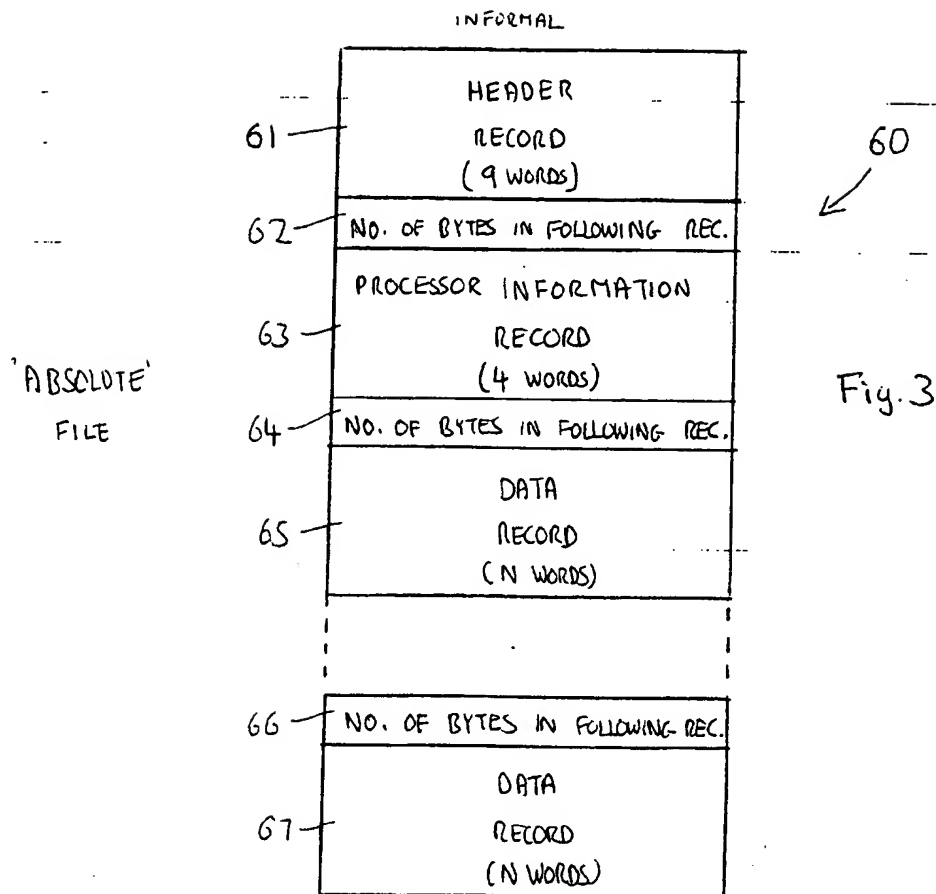 INFORMAL
HEADER
RECORD
(9 WORDS)
61
60
62
NO. OF BYTES IN FOLLOWING REC.
PROCESSOR INFORMATION
RECORD
(4 WORDS)
63
'ABSOLUTE'
FILE
Fig. 3
64
NO. OF BYTES IN FOLLOWING REC.
DATA
RECORD
(N WORDS)
65
66
NO. OF BYTES IN FOLLOWING REC.
DATA
RECORD
(N WORDS)
67